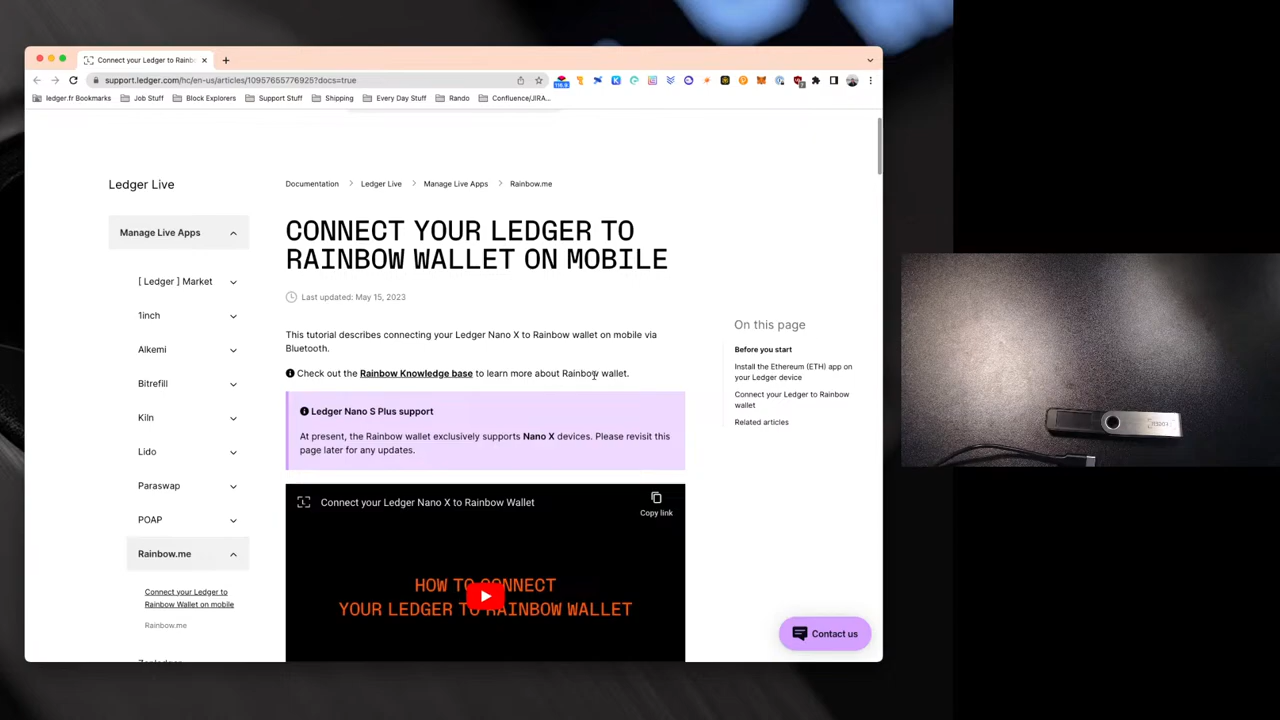 Connect your Ledger to Rainbo
support.ledger.com/hc/en-us/articles/10957655776925?docs=true
ledger.fr Bookmarks
Job Stuff
Block Explorers
Support Stuff
Shipping
Every Day Stuff
Rando
Confluence/JIRA...
Ledger Live
Manage Live Apps
[ Ledger ] Market
1inch
Alkemi
Bitrefill
Kiln
Lido
Paraswap
POAP
Rainbow.me
Connect your Ledger to
Rainbow Wallet on mobile
Rainbow.me
Documentation
Ledger Live
Manage Live Apps
Rainbow.me
CONNECT YOUR LEDGER TO
RAINBOW WALLET ON MOBILE
Last updated: May 15, 2023
This tutorial describes connecting your Ledger Nano X to Rainbow wallet on mobile via
Bluetooth.
Check out the Rainbow Knowledge base to learn more about Rainbow wallet.
Ledger Nano S Plus support
At present, the Rainbow wallet exclusively supports Nano X devices. Please revisit this
page later for any updates.
Connect your Ledger Nano X to Rainbow Wallet
Copy link
HOW TO CONNECT
YOUR LEDGER TO RAINBOW WALLET
On this page
Before you start
Install the Ethereum (ETH) app on
your Ledger device
Connect your Ledger to Rainbow
wallet
Related articles
Contact us